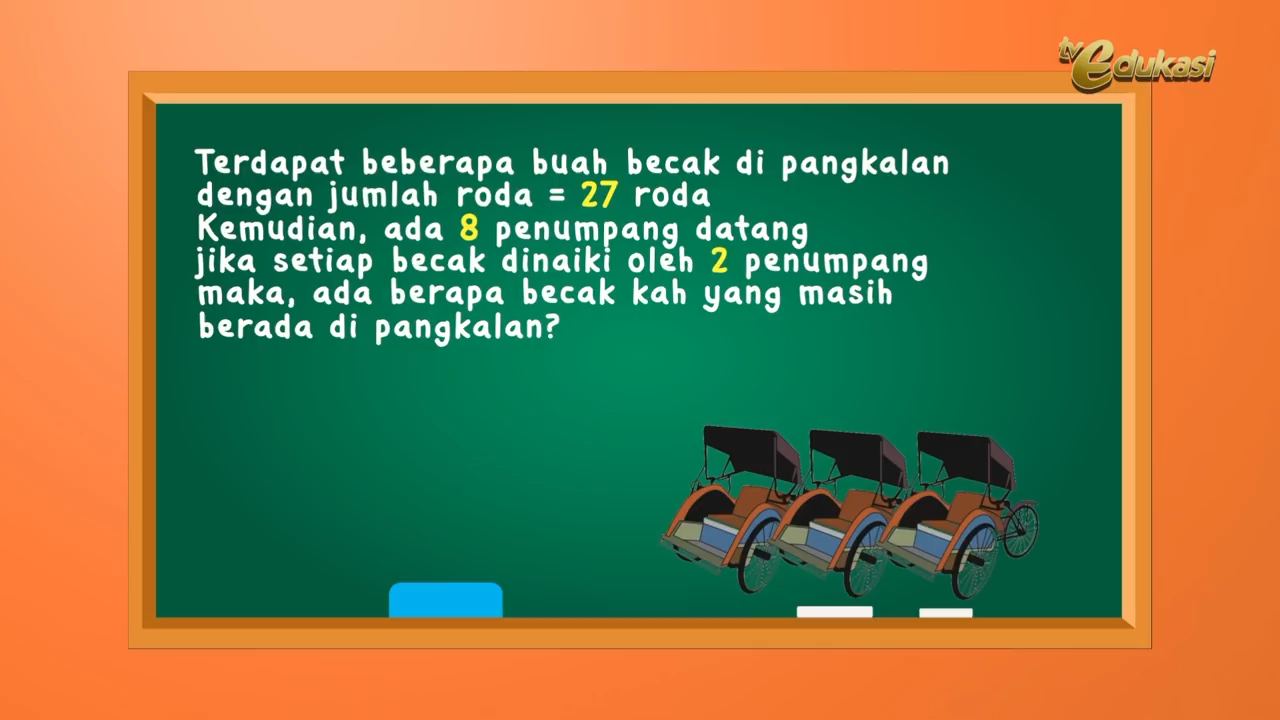 tv edukasi
Terdapat beberapa buah becak di pangkalan
dengan jumlah roda = 27 roda
Kemudian, ada 8 penumpang datang
jika setiap becak dinaiki oleh 2 penumpang
maka, ada berapa becak kah yang masih
berada di pangkalan?